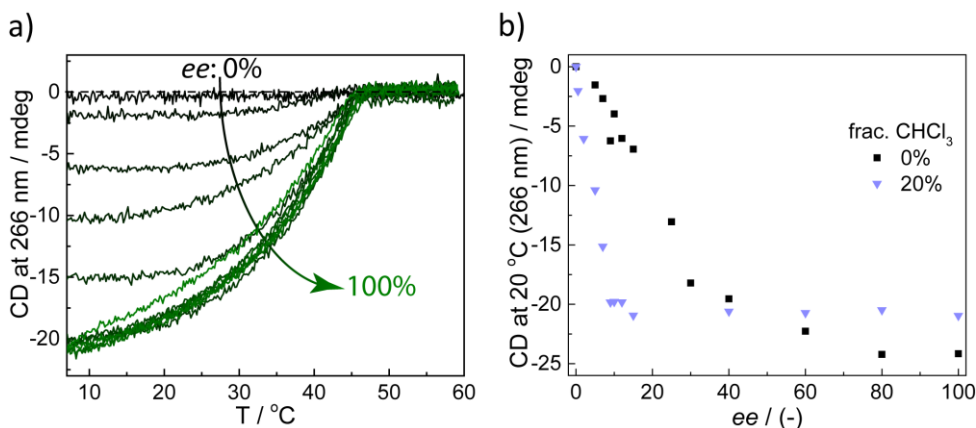 a)
ee: 0%
100%
0
-5
-10
-15
-20
CD at 266 nm / mdeg
10 20 30 40 50 60
T / °C
b)
0
-5
-10
-15
-20
-25
CD at 20 °C (266 nm) / mdeg
frac. CHCl₃
0%
20%
0 20 40 60 80 100
ee / (-)